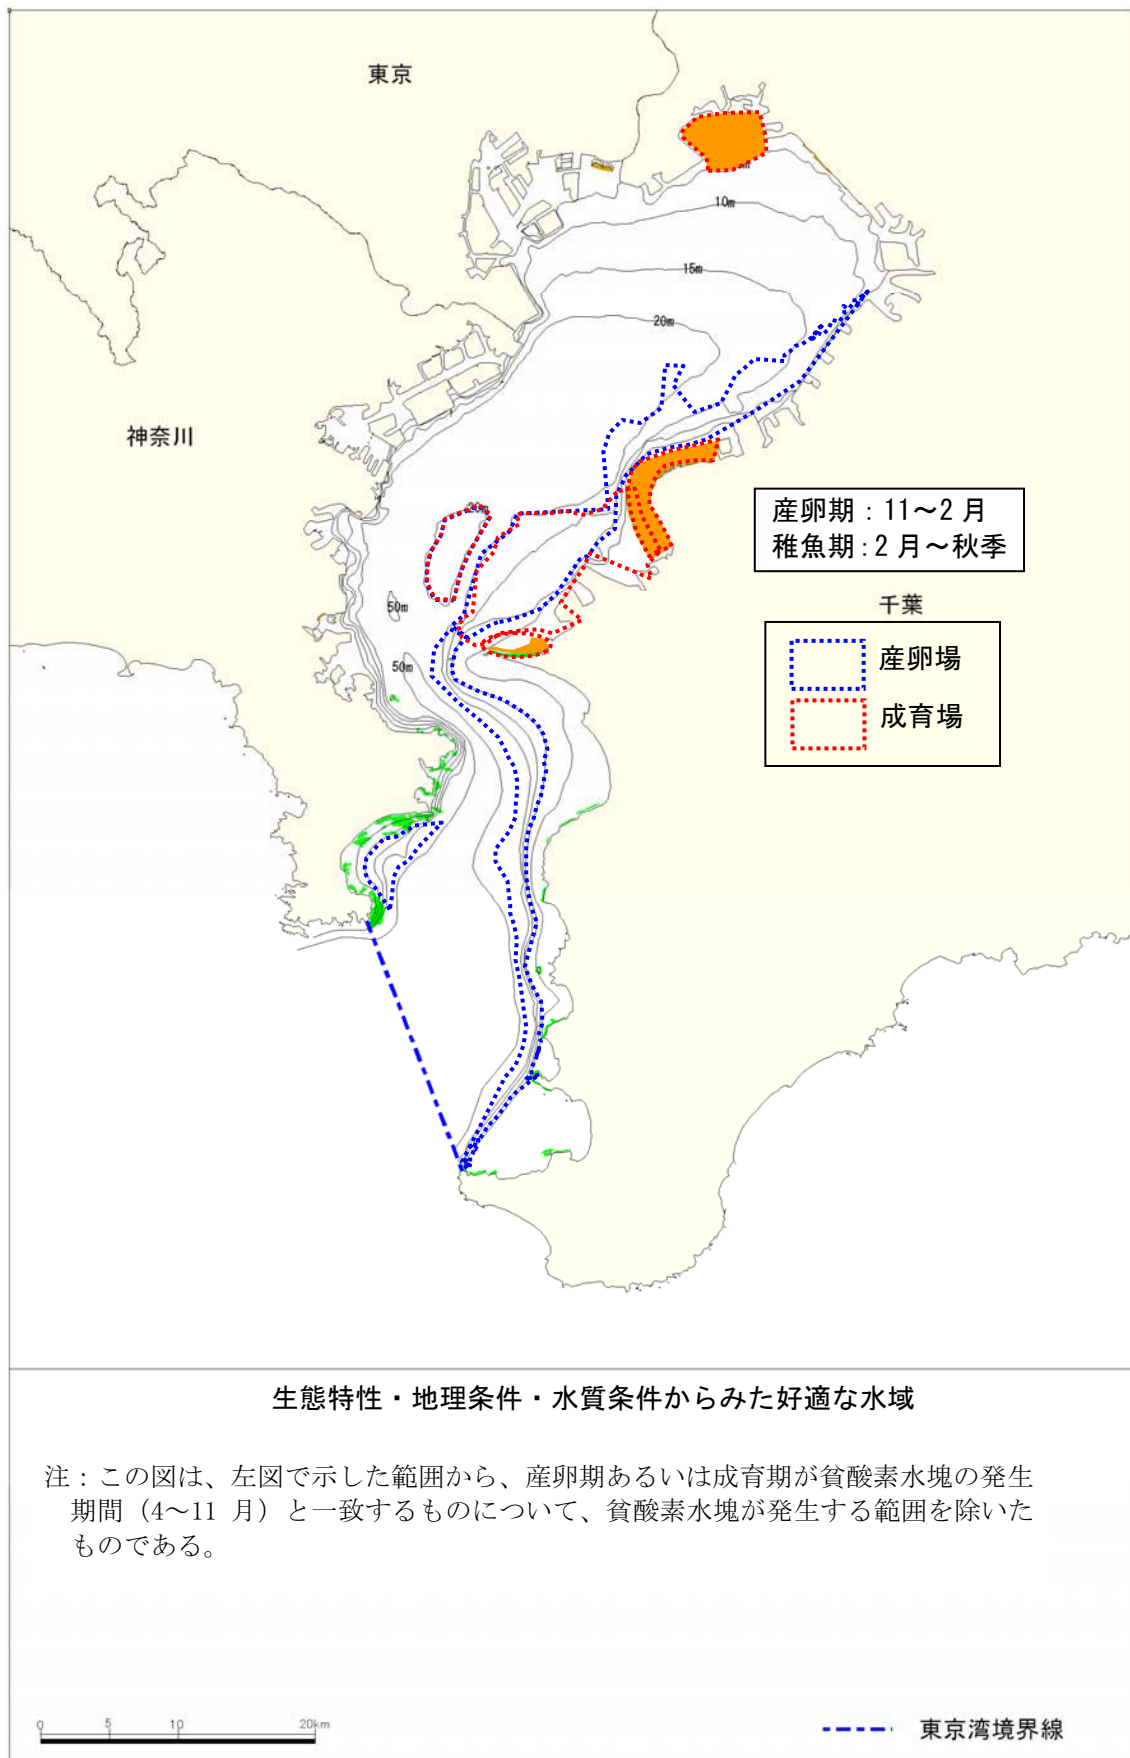 東京
10m
15m
20m
神奈川
20m
産卵期：11～2 月
稚魚期：2 月～秋季
千葉
50m
50m
産卵場
成育場
生態特性・地理条件・水質条件からみた好適な水域
注：この図は、左図で示した範囲から、産卵期あるいは成育期が貧酸素水塊の発生
期間（4～11 月）と一致するものについて、貧酸素水塊が発生する範囲を除いた
ものである。
0 5 10 20km
東京湾境界線